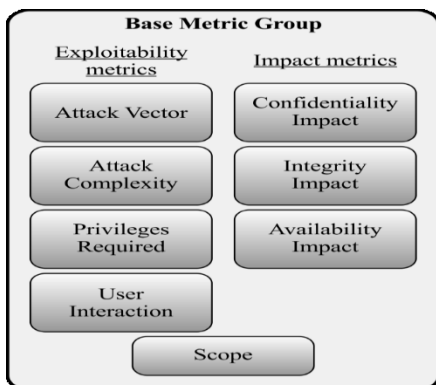 Base Metric Group
Exploitability
metrics
Attack Vector
Attack
Complexity
Privileges
Required
User
Interaction
Impact metrics
Confidentiality
Impact
Integrity
Impact
Availability
Impact
Scope